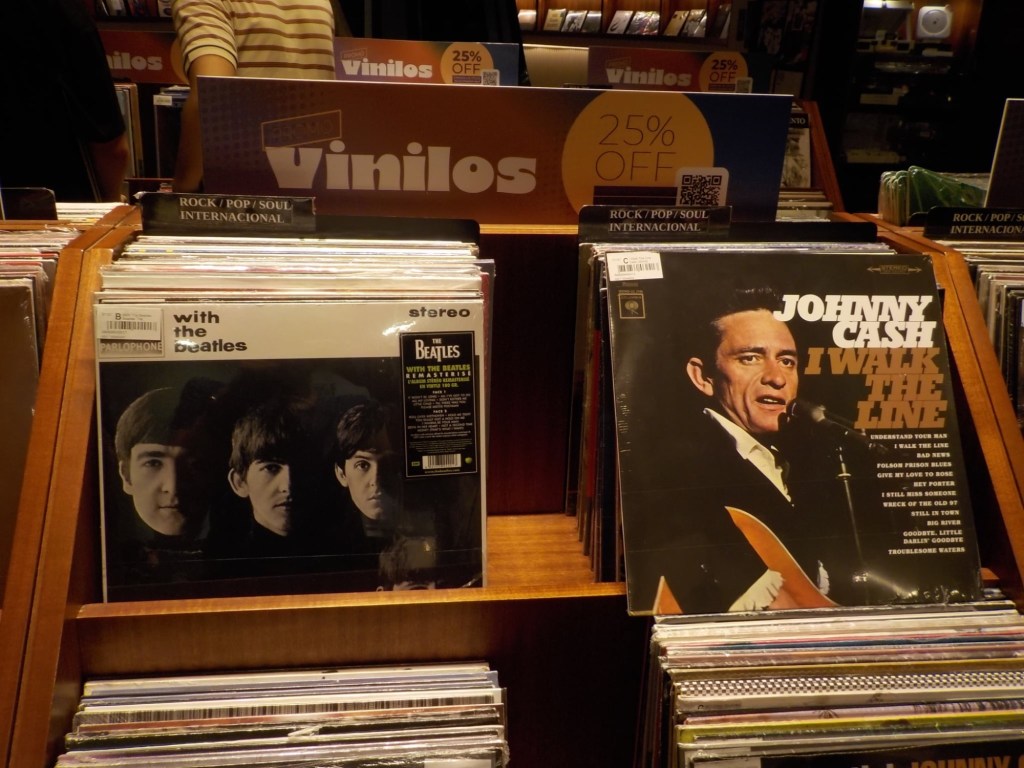 Vinilos
Vinilos
25%
OFF
Vinilos
25%
OFF
Vinilos
25%
OFF
ROCK / POP / SOUL
INTERNACIONAL
ROCK / POP / SOUL
INTERNACIONAL
ROCK / POP / SOUL
INTERNACIONAL
B
PARLOPHONE
with
the
beatles
stereo
THE
BEATLES
WITH THE BEATLES
REMASTERISE
C
JOHNNY
CASH
I WALK
THE
LINE
UNDERSTAND YOUR MAN
I WALK THE LINE
BAD NEWS
FOLSOM PRISON BLUES
GIVE MY LOVE TO ROSE
HEY PORTER
I STILL MISS SOMEONE
WRECK OF THE OLD 97
STILL IN TOWN
BIG RIVER
GOODBYE, LITTLE
DARLIN' GOODBYE
TROUBLESOME WATERS
JOHNNY